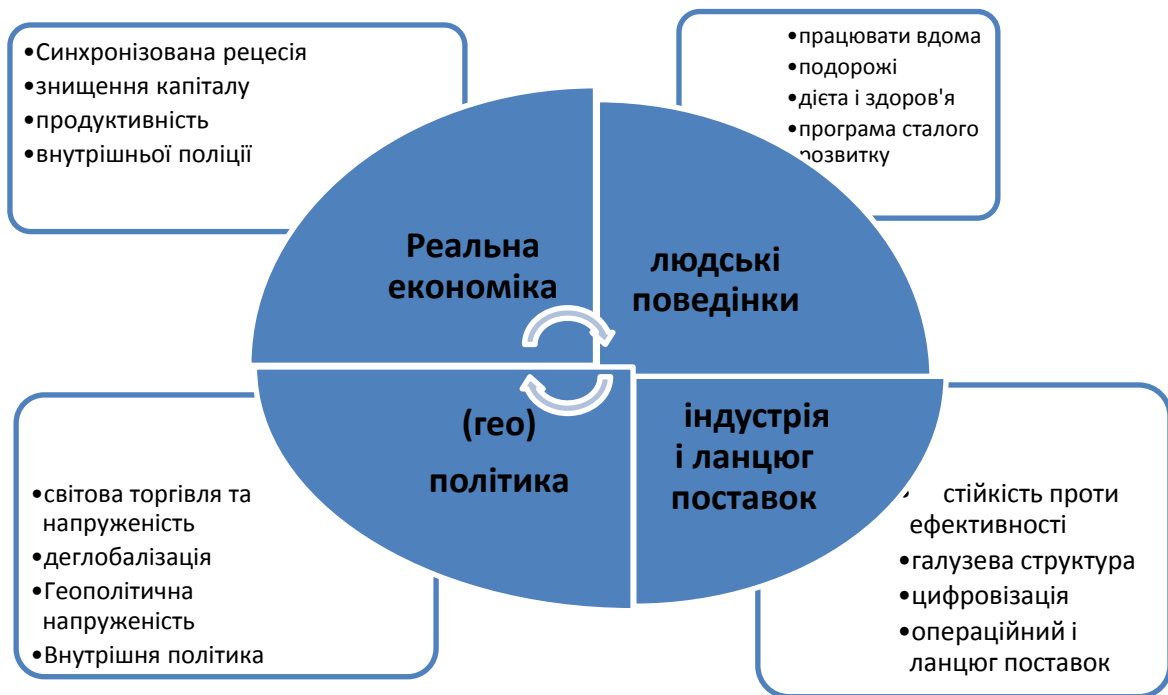 •Синхронізована рецесія
•знищення капіталу
•продуктивність
•внутрішньої поліції
•працювати вдома
•подорожі
•дієта і здоров'я
•програма сталого
розвитку
Реальна
економіка
людські
поведінки
(гео)
політика
індустрія
і ланцюг
поставок
•світова торгівля та
напруженість
•деглобалізація
•Геополітична
напруженість
•Внутрішня політика
• стійкість проти
ефективності
•галузева структура
•цифровізація
•операційний і
ланцюг поставок